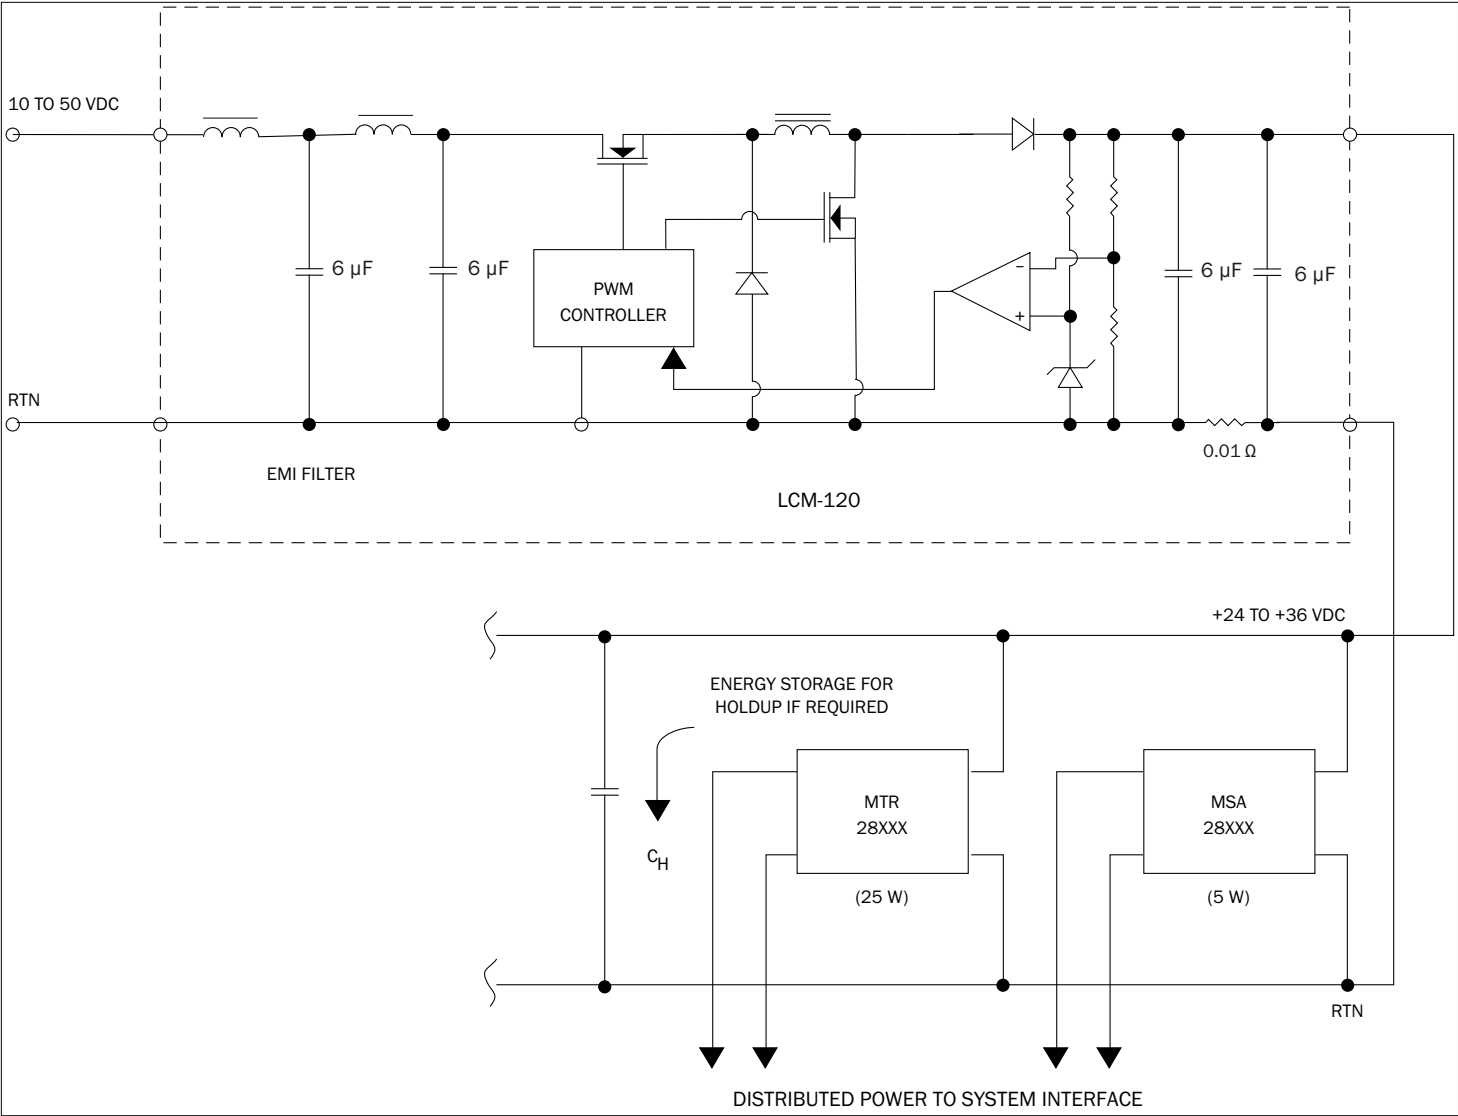 10 TO 50 VDC
6 µF
6 µF
PWM
CONTROLLER
−
+
6 µF
6 µF
RTN
0.01 Ω
EMI FILTER
LCM-120
+24 TO +36 VDC
ENERGY STORAGE FOR
HOLDUP IF REQUIRED
CH
MTR
28XXX
(25 W)
MSA
28XXX
(5 W)
RTN
DISTRIBUTED POWER TO SYSTEM INTERFACE